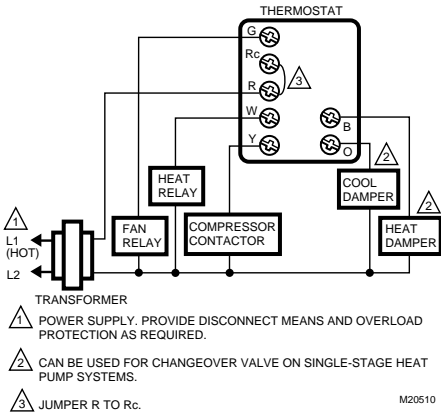 THERMOSTAT
G
Rc
R
3
W
Y
B
O
2
HEAT
RELAY
COOL
DAMPER
2
1
L1
(HOT)
L2
FAN
RELAY
COMPRESSOR
CONTACTOR
HEAT
DAMPER
TRANSFORMER
1 POWER SUPPLY. PROVIDE DISCONNECT MEANS AND OVERLOAD
PROTECTION AS REQUIRED.
2 CAN BE USED FOR CHANGEOVER VALVE ON SINGLE-STAGE HEAT
PUMP SYSTEMS.
3 JUMPER R TO Rc.
M20510